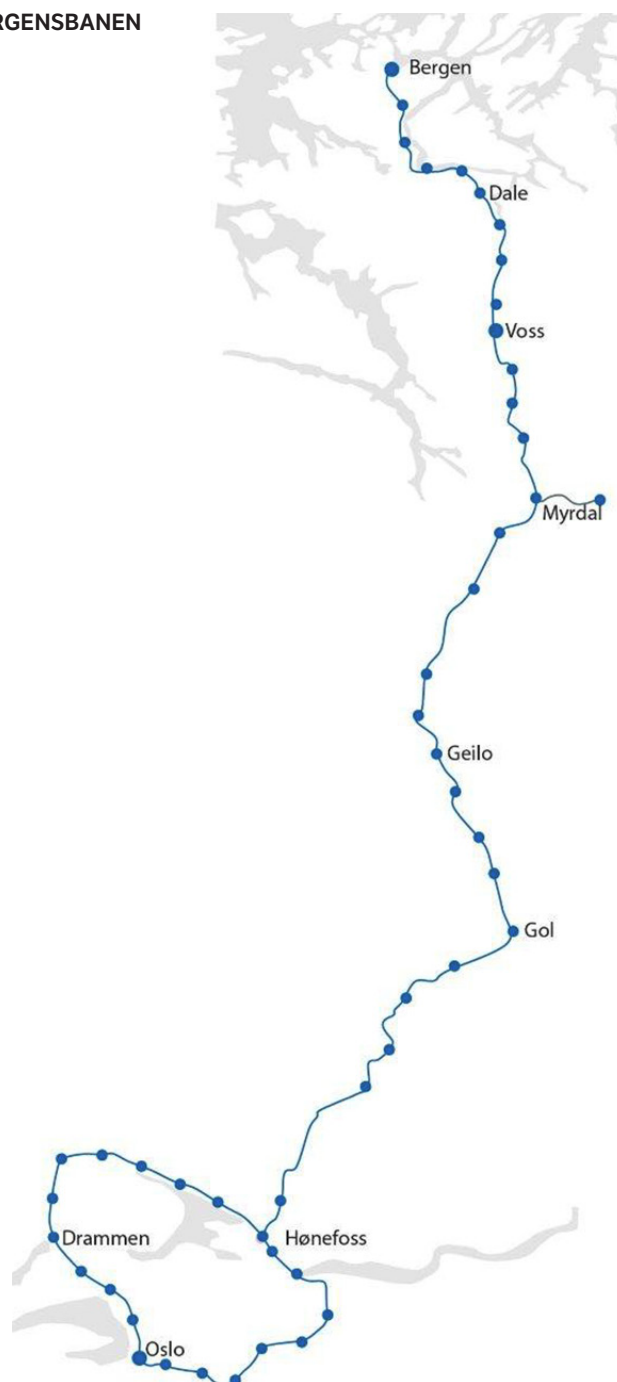 RGENSBANEN
Bergen
Dale
Voss
Myrdal
Geilo
Gol
Drammen
Hønefoss
Oslo